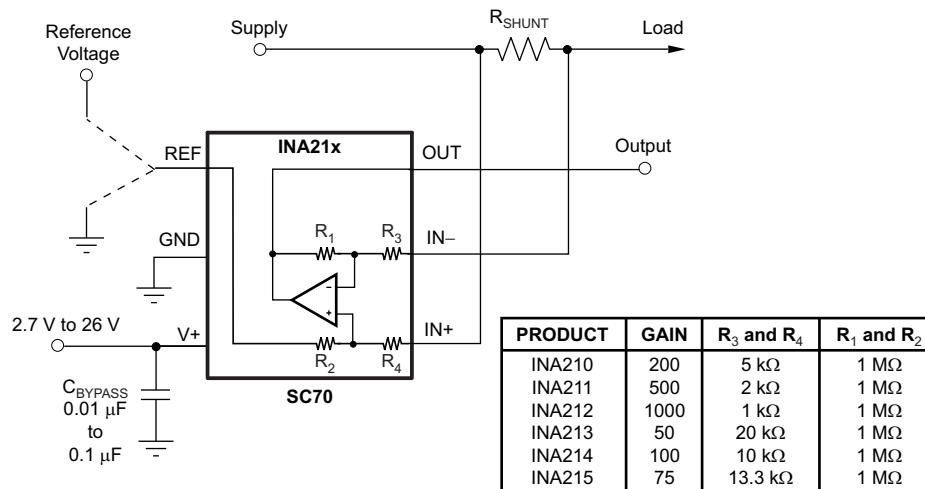 Reference
Voltage
Supply
R_SHUNT
Load
INA21x
REF
OUT
Output
GND
R_1
R_3
IN−
2.7 V to 26 V
V+
−
+
R_2
R_4
IN+
C_BYPASS
0.01 μF
to
0.1 μF
SC70
PRODUCT GAIN R_3 and R_4 R_1 and R_2
INA210 200 5 kΩ 1 MΩ
INA211 500 2 kΩ 1 MΩ
INA212 1000 1 kΩ 1 MΩ
INA213 50 20 kΩ 1 MΩ
INA214 100 10 kΩ 1 MΩ
INA215 75 13.3 kΩ 1 MΩ